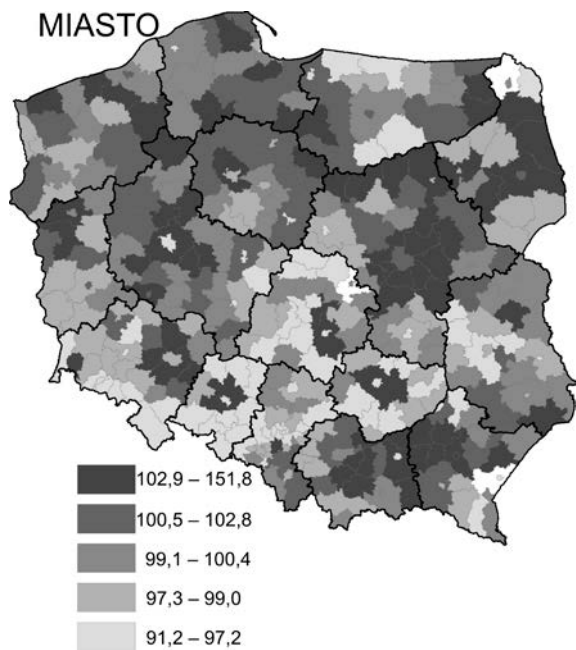 MIASTO
102,9 – 151,8
100,5 – 102,8
99,1 – 100,4
97,3 – 99,0
91,2 – 97,2